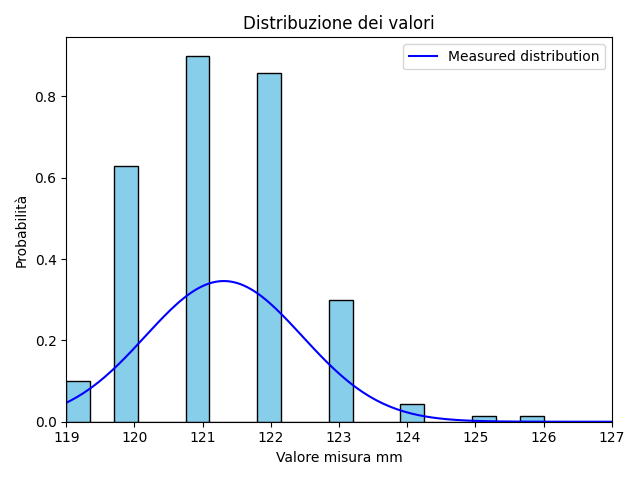 Distribuzione dei valori
Measured distribution
Probabilità
0.8
0.6
0.4
0.2
0.0
119 120 121 122 123 124 125 126 127
Valore misura mm